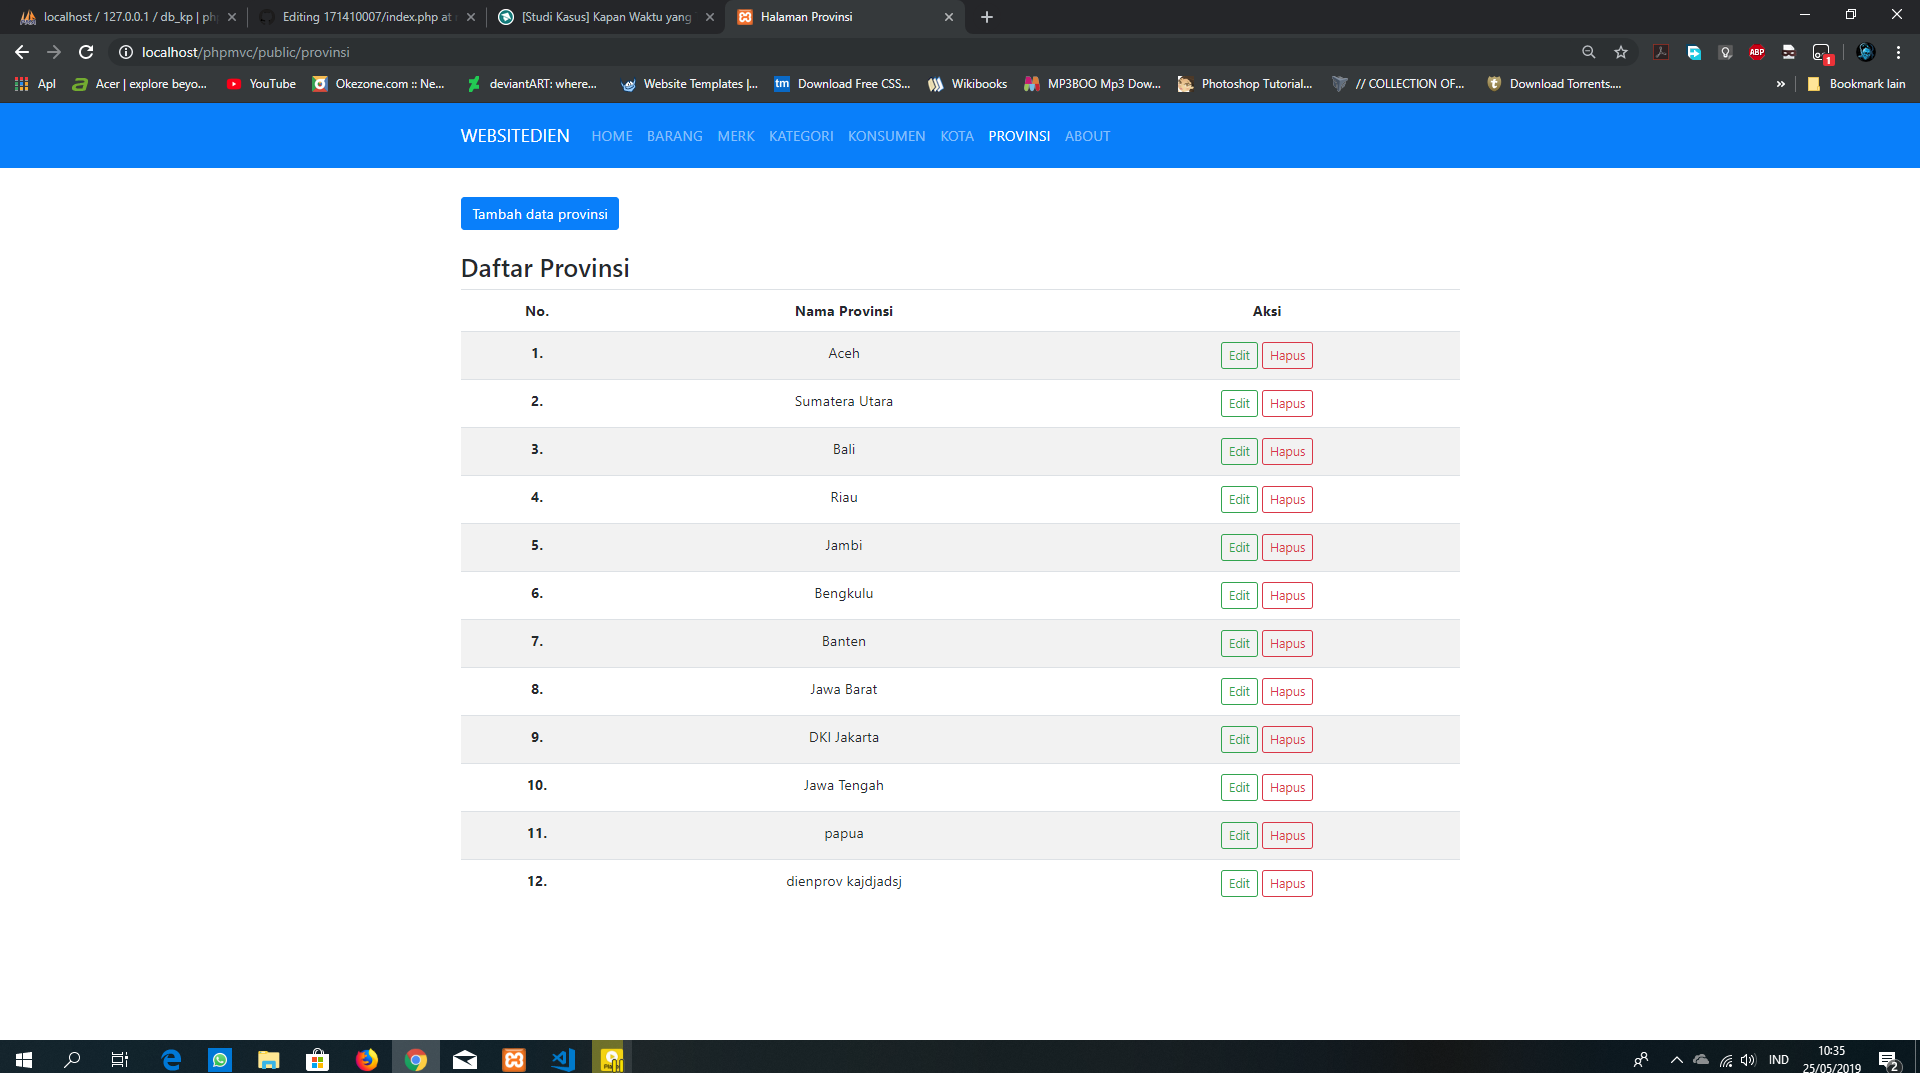 localhost / 127.0.0.1 / db_kp | ph
Editing 171410007/index.php at
[Studi Kasus] Kapan Waktu yang
Halaman Provinsi
localhost/phpmvc/public/provinsi
ABP
1
Apl
Acer | explore beyo...
YouTube
Okezone.com :: Ne...
deviantART: where...
Website Templates |...
tm
Download Free CSS...
Wikibooks
MP3BOO Mp3 Dow...
Photoshop Tutorial...
// COLLECTION OF...
Download Torrents....
»
Bookmark lain
WEBSITEDIEN HOME BARANG MERK KATEGORI KONSUMEN KOTA PROVINSI ABOUT
Tambah data provinsi
Daftar Provinsi
No. Nama Provinsi Aksi
1. Aceh Edit Hapus
2. Sumatera Utara Edit Hapus
3. Bali Edit Hapus
4. Riau Edit Hapus
5. Jambi Edit Hapus
6. Bengkulu Edit Hapus
7. Banten Edit Hapus
8. Jawa Barat Edit Hapus
9. DKI Jakarta Edit Hapus
10. Jawa Tengah Edit Hapus
11. papua Edit Hapus
12. dienprov kajdjadsj Edit Hapus
IND
10:35
25/05/2019
2